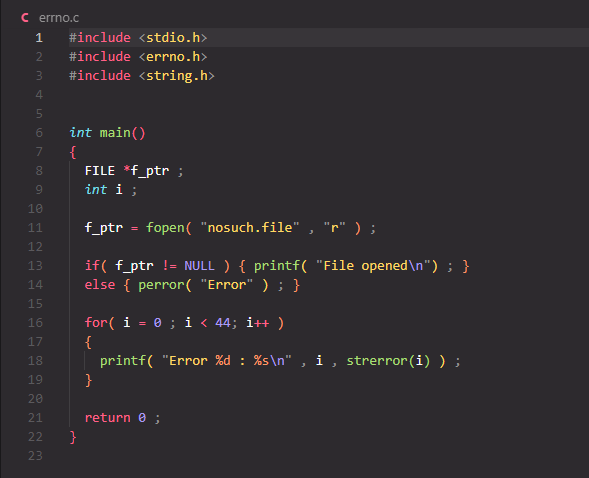 C errno.c
1 #include <stdio.h>
2 #include <errno.h>
3 #include <string.h>
4
5
6 int main()
7 {
8   FILE *f_ptr ;
9   int i ;
10
11   f_ptr = fopen( "nosuch.file" , "r" ) ;
12
13   if( f_ptr != NULL ) { printf( "File opened\n") ; }
14   else { perror( "Error" ) ; }
15
16   for( i = 0 ; i < 44; i++ )
17   {
18     printf( "Error %d : %s\n" , i , strerror(i) ) ;
19   }
20
21   return 0 ;
22 }
23